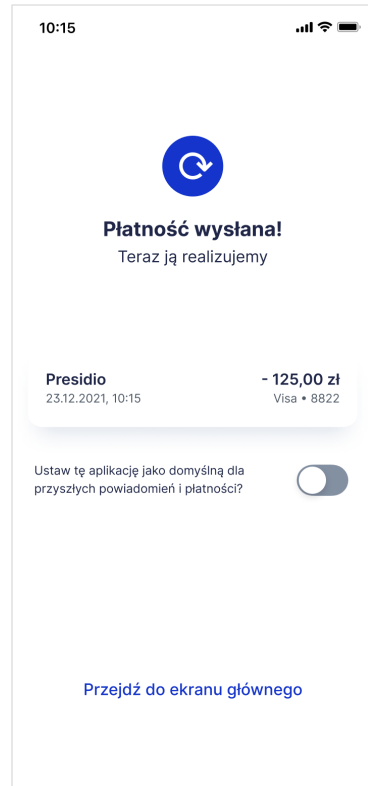 10:15
Płatność wysłana!
Teraz ją realizujemy
Presidio
- 125,00 zł
23.12.2021, 10:15
Visa • 8822
Ustaw tę aplikację jako domyślną dla
przyszłych powiadomień i płatności?
Przejdź do ekranu głównego